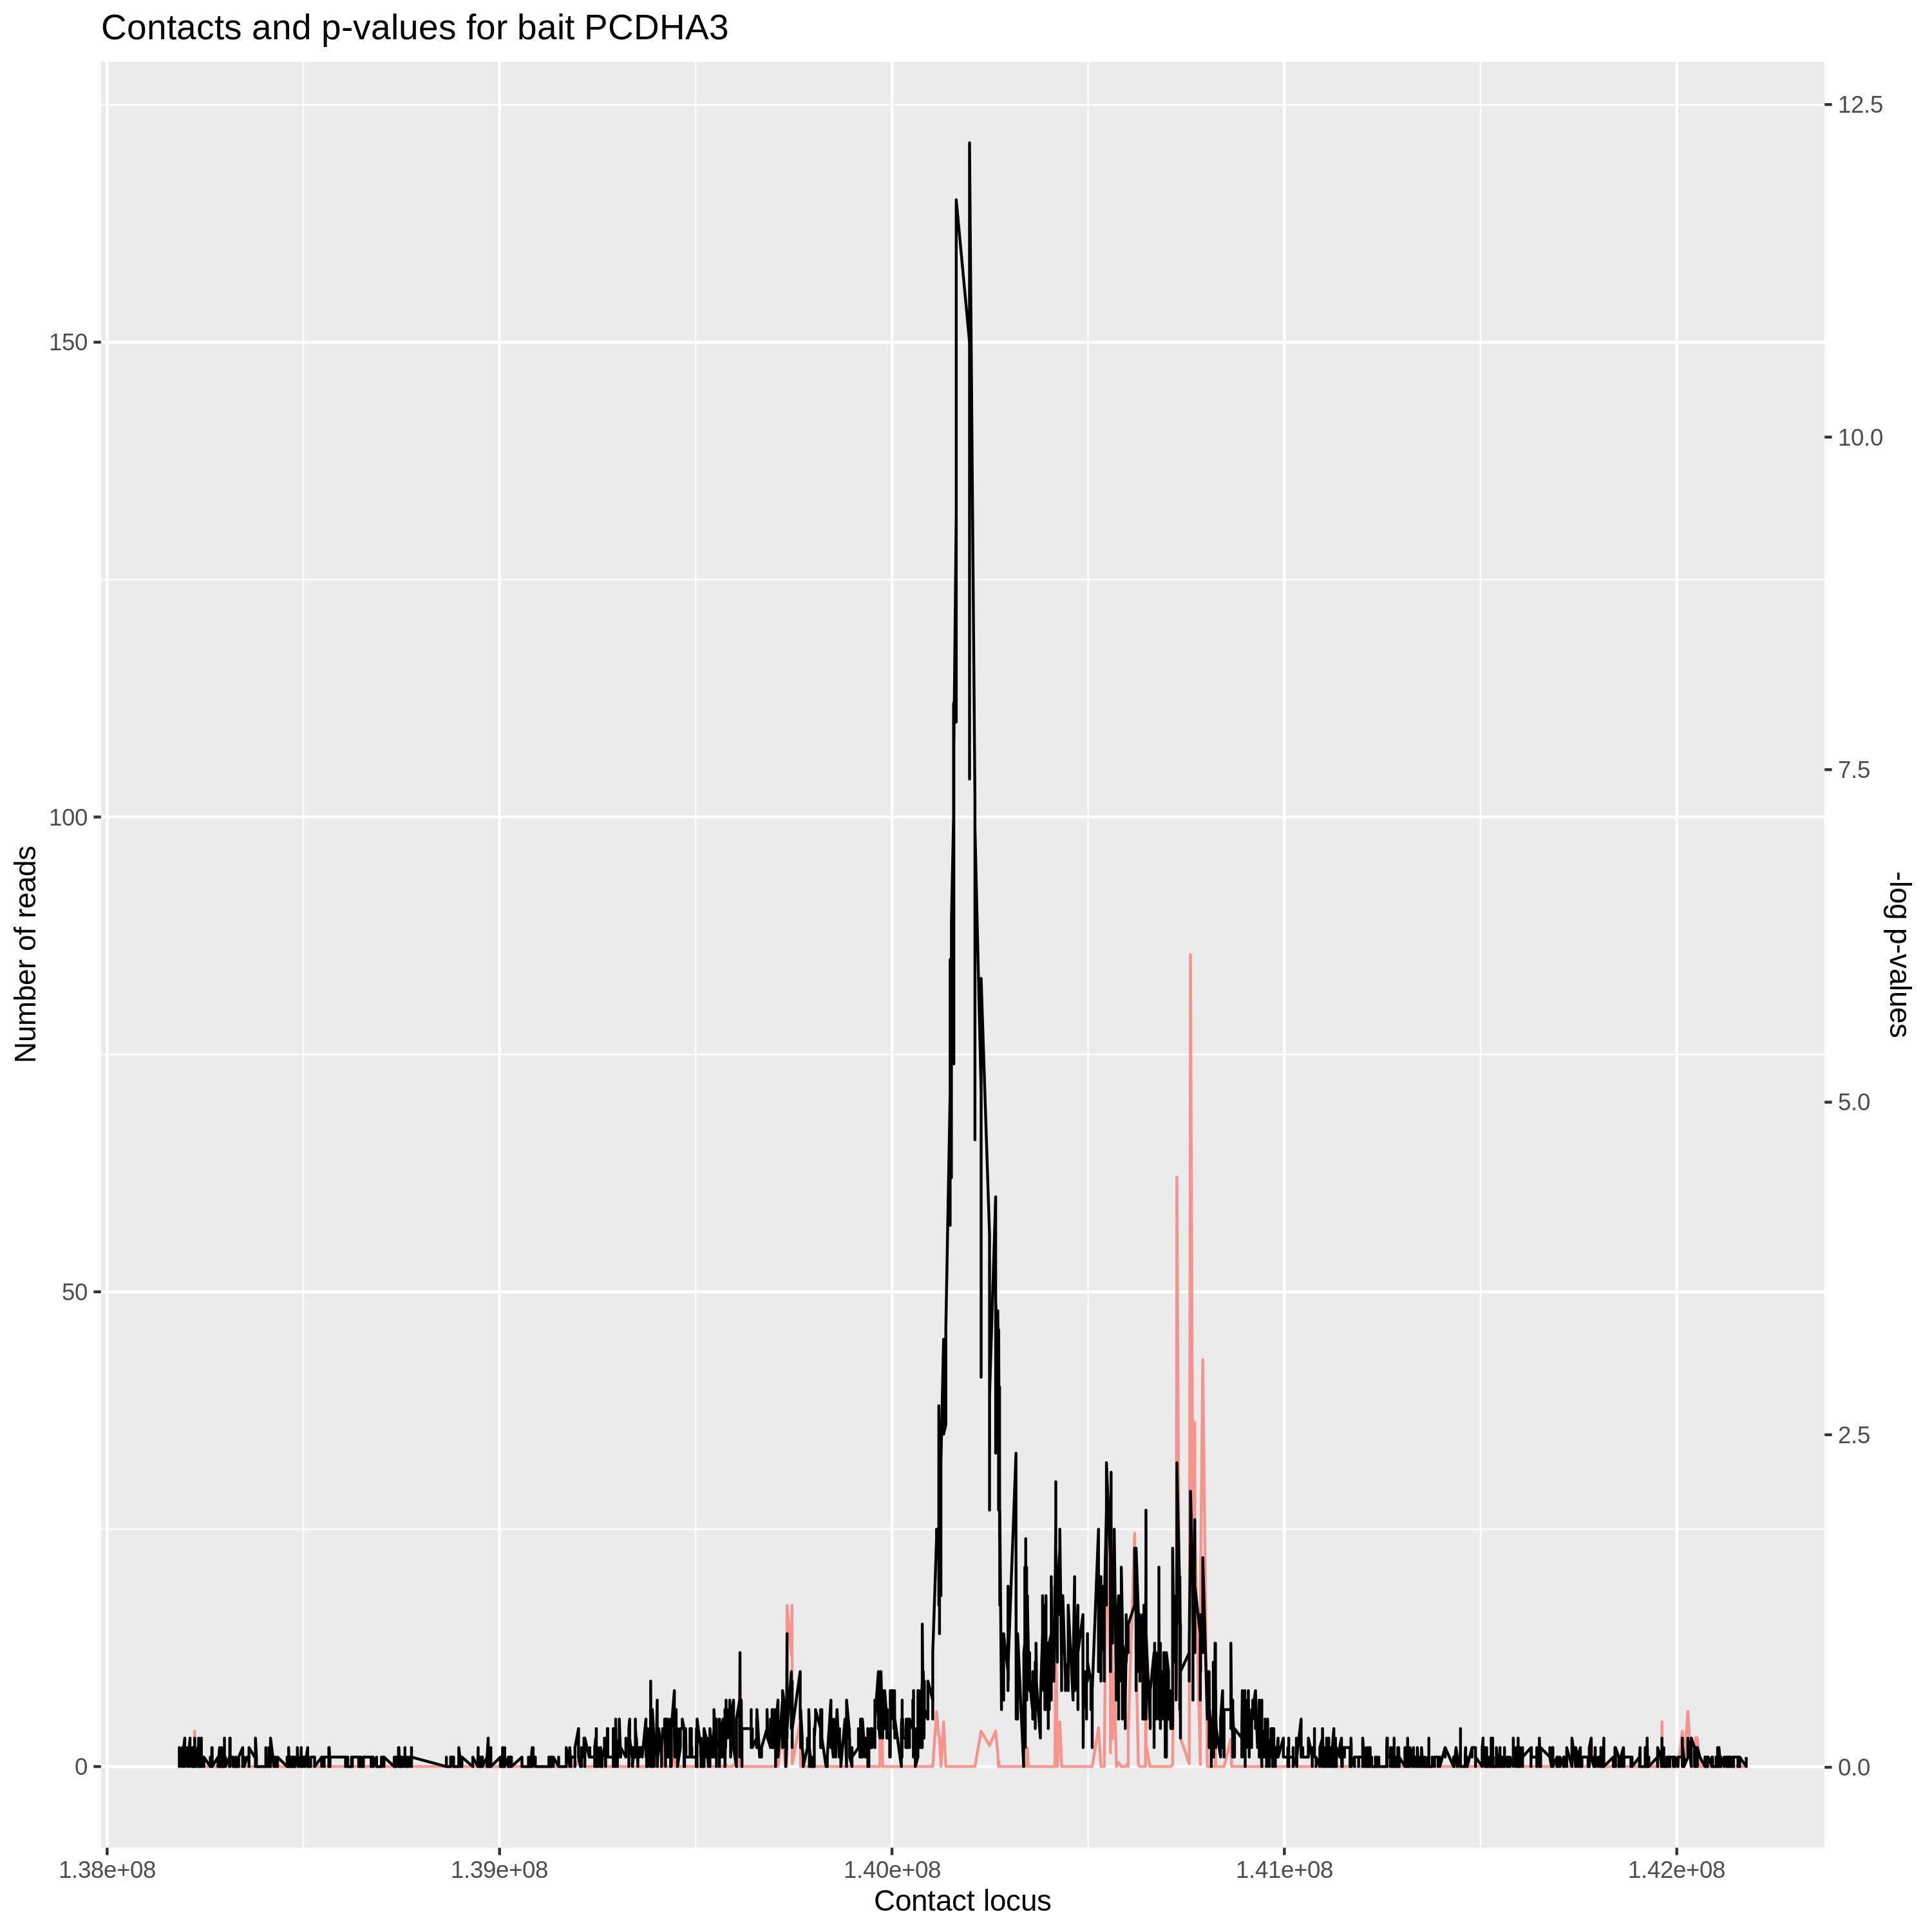 Contacts and p-values for bait PCDHA3
12.5
150
10.0
7.5
100
Number of reads
-log p-values
5.0
50
2.5
0
0.0
1.38e+08
1.39e+08
1.40e+08
1.41e+08
1.42e+08
Contact locus